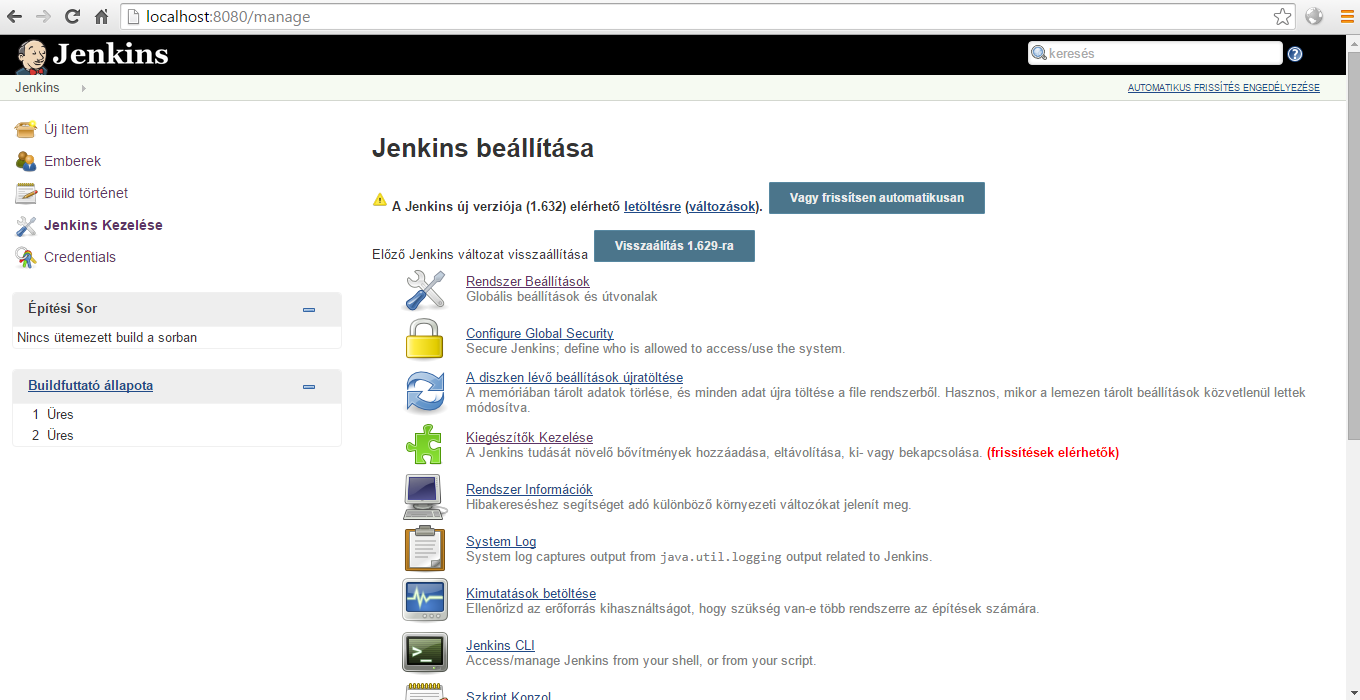 localhost:8080/manage
Jenkins
keresés
Jenkins
AUTOMATIKUS FRISSÍTÉS ENGEDÉLYEZÉSE
Új Item
Emberek
Build történet
Jenkins Kezelése
Credentials
Építési Sor
Nincs ütemezett build a sorban
Buildfuttató állapota
1 Üres
2 Üres
Jenkins beállítása
A Jenkins új verziója (1.632) elérhető letöltésre (változások).
Vagy frissítsen automatikusan
Előző Jenkins változat visszaállítása
Visszaálítás 1.629-ra
Rendszer Beállítások
Globális beállítások és útvonalak
Configure Global Security
Secure Jenkins; define who is allowed to access/use the system.
A diszken lévő beállítások újratöltése
A memóriában tárolt adatok törlése, és minden adat újra töltése a file rendszerből. Hasznos, mikor a lemezen tárolt beállítások közvetlenül lettek
módosítva.
Kiegészítők Kezelése
A Jenkins tudását növelő bővítmények hozzáadása, eltávolítása, ki- vagy bekapcsolása. (frissítések elérhetők)
Rendszer Információk
Hibakereséshez segítséget adó különböző környezeti változókat jelenít meg.
System Log
System log captures output from java.util.logging output related to Jenkins.
Kimutatások betöltése
Ellenőrizd az erőforrás kihasználtságot, hogy szükség van-e több rendszerre az építések számára.
Jenkins CLI
Access/manage Jenkins from your shell, or from your script.
Szkript Konzol